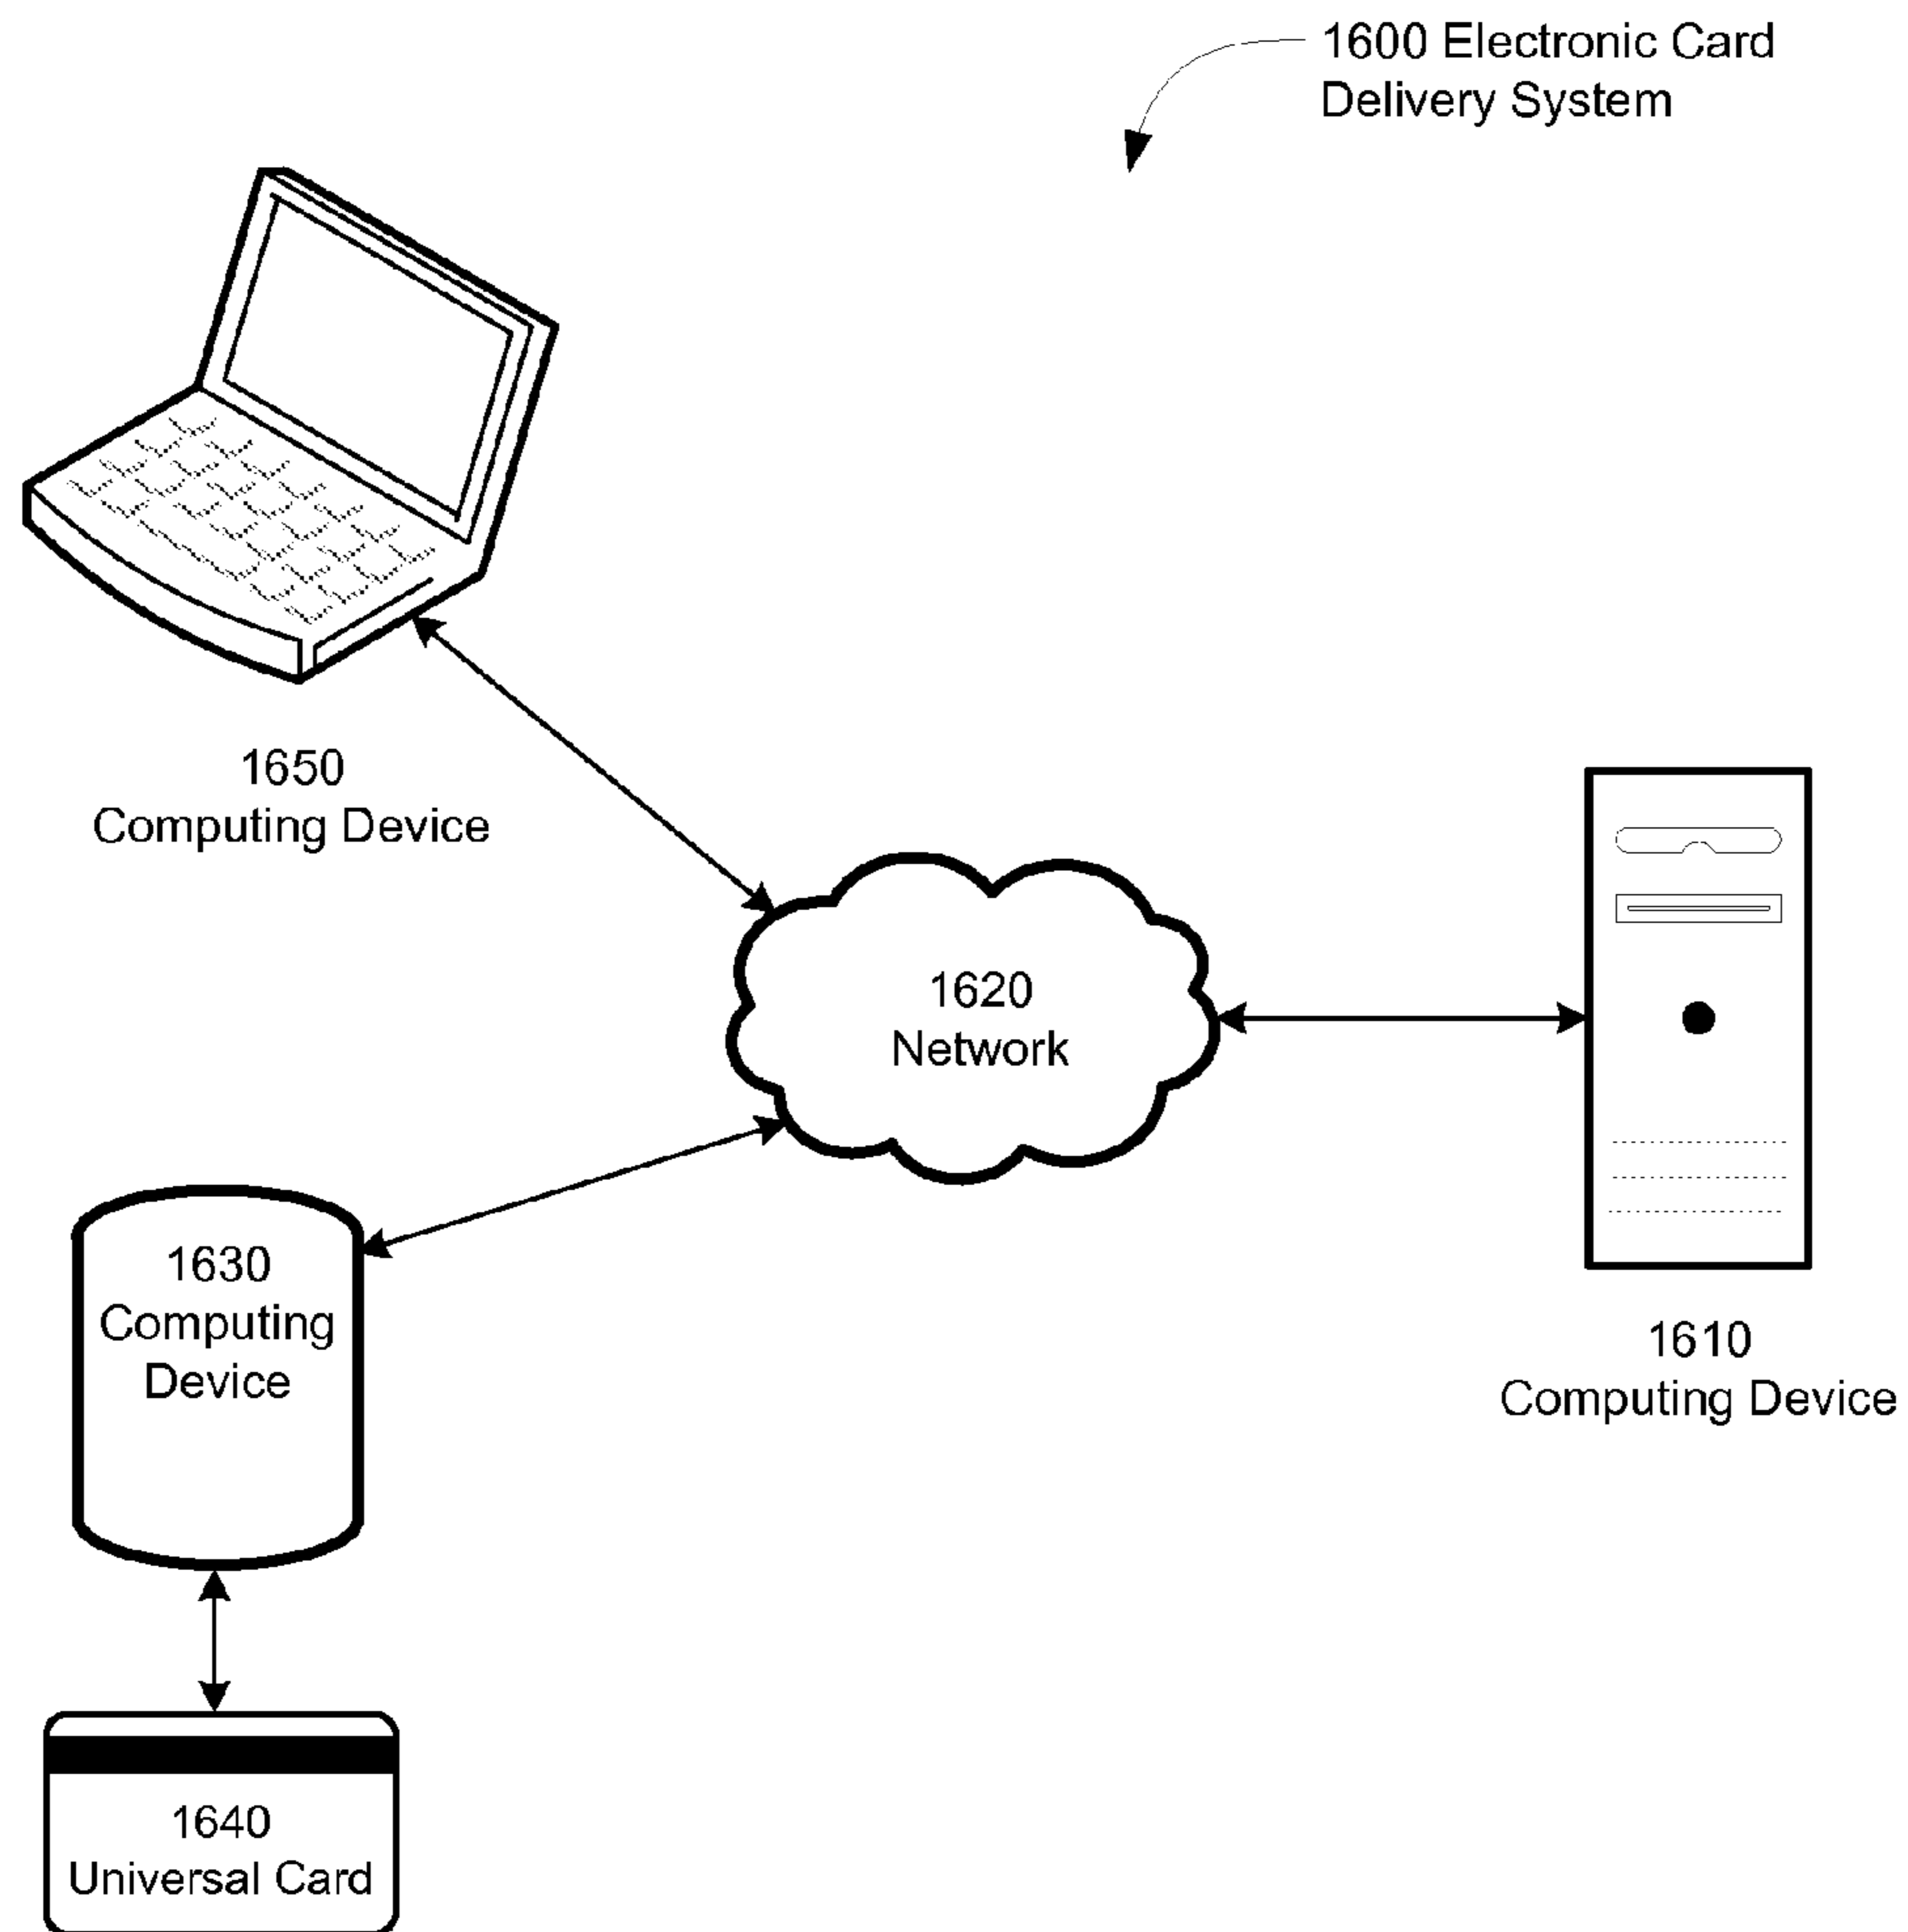 1600 Electronic Card
Delivery System
1650
Computing Device
1620
Network
1630
Computing
Device
1610
Computing Device
1640
Universal Card